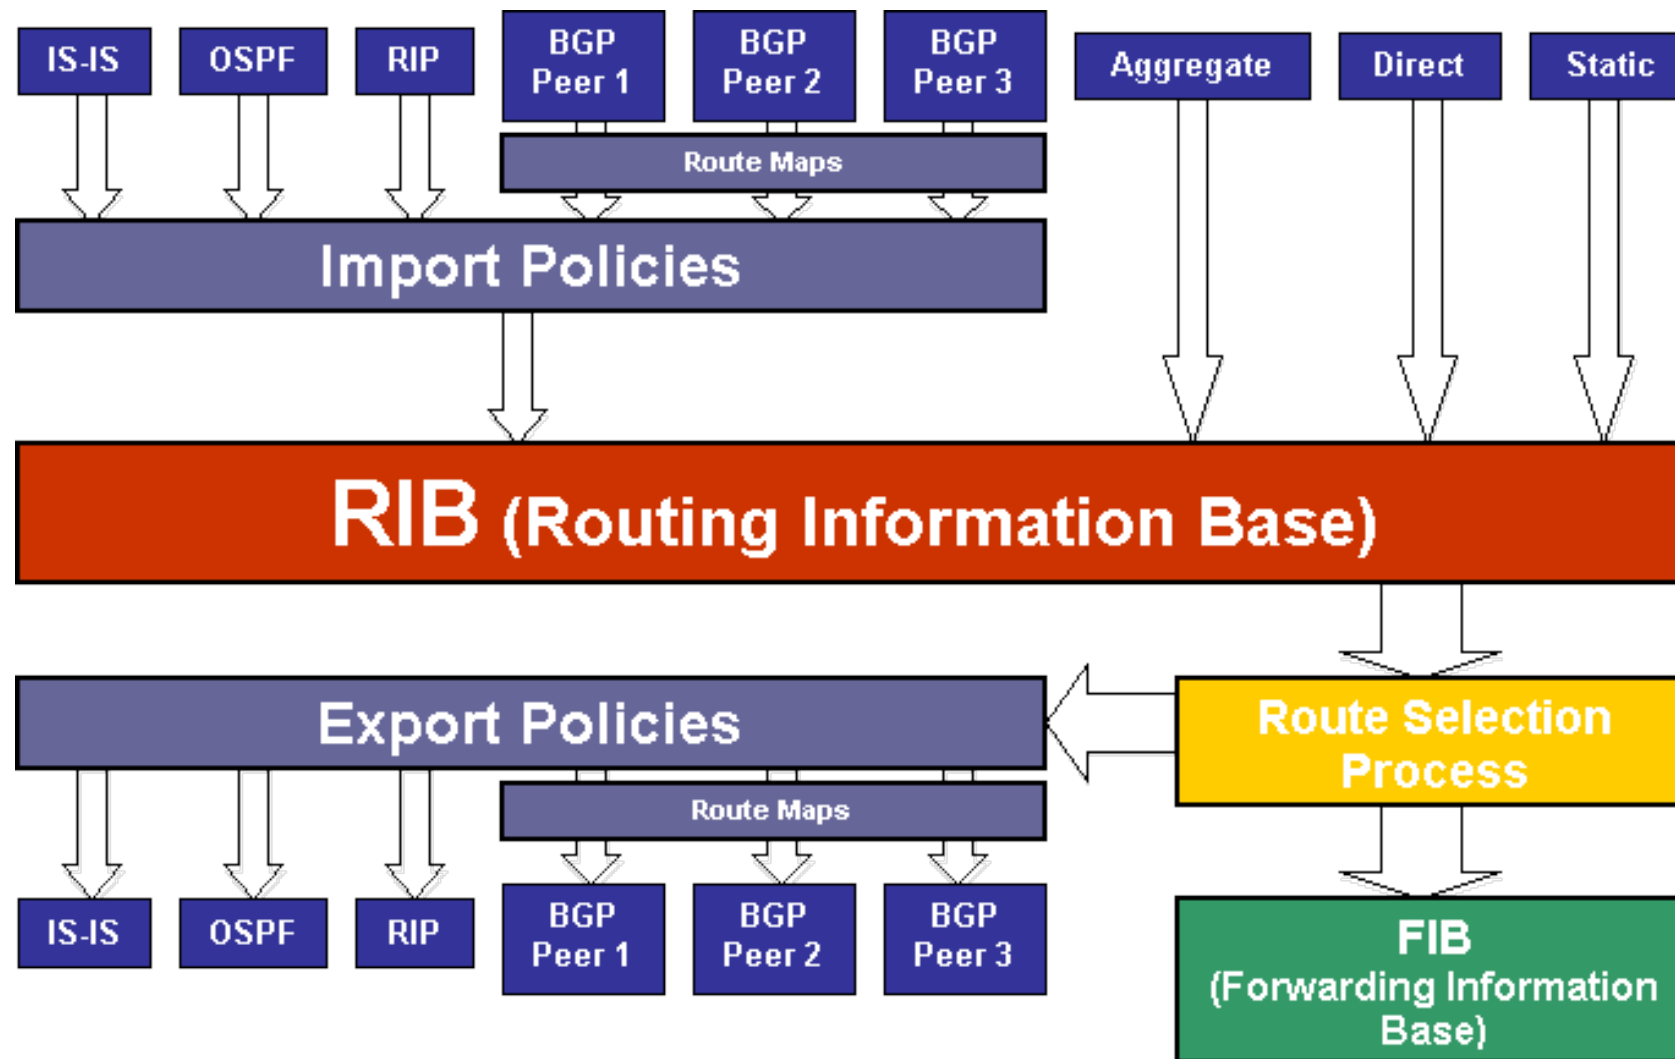 IS-IS
OSPF
RIP
BGP
Peer 1
BGP
Peer 2
BGP
Peer 3
Aggregate
Direct
Static
Route Maps
Import Policies
RIB (Routing Information Base)
Export Policies
Route Selection
Process
Route Maps
IS-IS
OSPF
RIP
BGP
Peer 1
BGP
Peer 2
BGP
Peer 3
FIB
(Forwarding Information
Base)